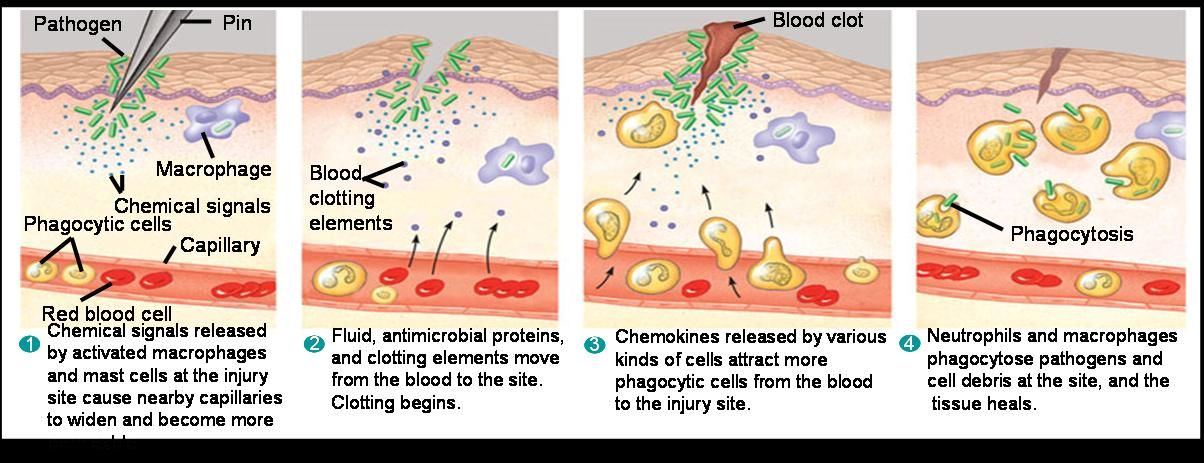 Pathogen
Pin
Macrophage
Chemical signals
Phagocytic cells
Capillary
Red blood cell
1 Chemical signals released
by activated macrophages
and mast cells at the injury
site cause nearby capillaries
to widen and become more
Blood
clotting
elements
2 Fluid, antimicrobial proteins,
and clotting elements move
from the blood to the site.
Clotting begins.
Blood clot
3 Chemokines released by various
kinds of cells attract more
phagocytic cells from the blood
to the injury site.
Phagocytosis
4 Neutrophils and macrophages
phagocytose pathogens and
cell debris at the site, and the
tissue heals.